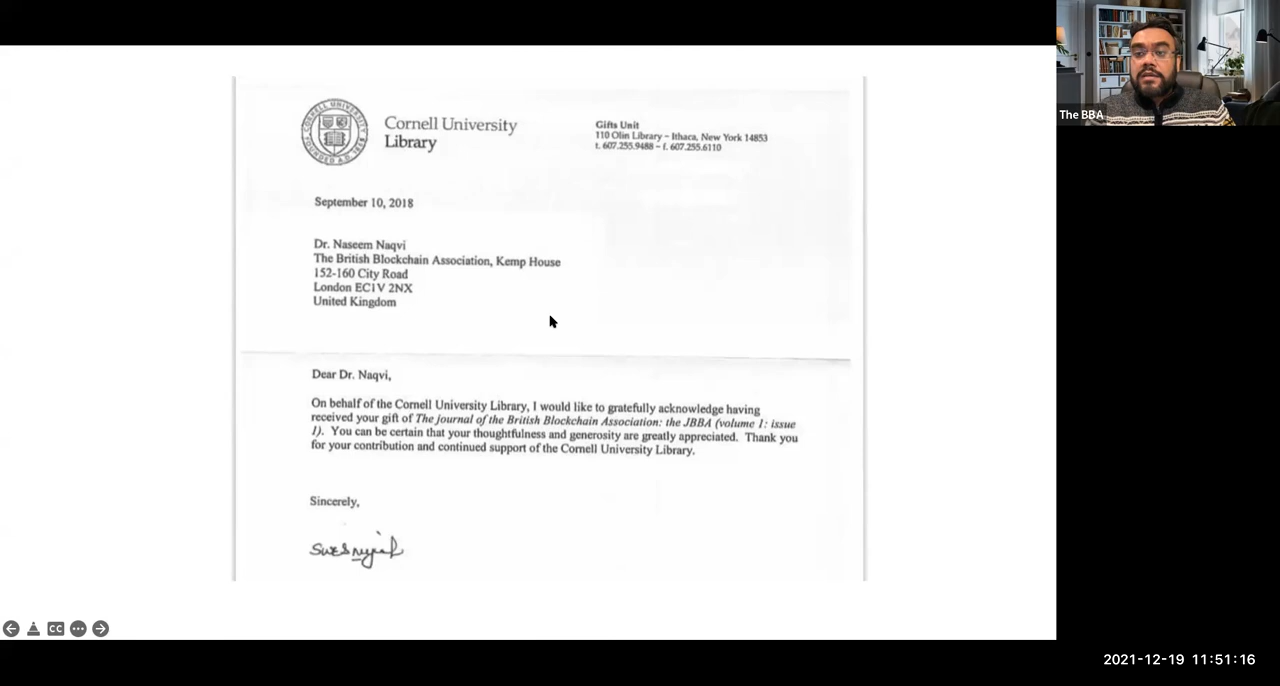 Cornell University
Library
Gifts Unit
110 Olin Library – Ithaca, New York 14853
t. 607.255.9488 – f. 607.255.6110
September 10, 2018
Dr. Naseem Naqvi
The British Blockchain Association, Kemp House
152-160 City Road
London EC1V 2NX
United Kingdom
Dear Dr. Naqvi,
On behalf of the Cornell University Library, I would like to gratefully acknowledge having
received your gift of The journal of the British Blockchain Association: the JBBA (volume 1: issue
1). You can be certain that your thoughtfulness and generosity are greatly appreciated. Thank you
for your contribution and continued support of the Cornell University Library.
Sincerely,
The BBA
CC
2021-12-19 11:51:16